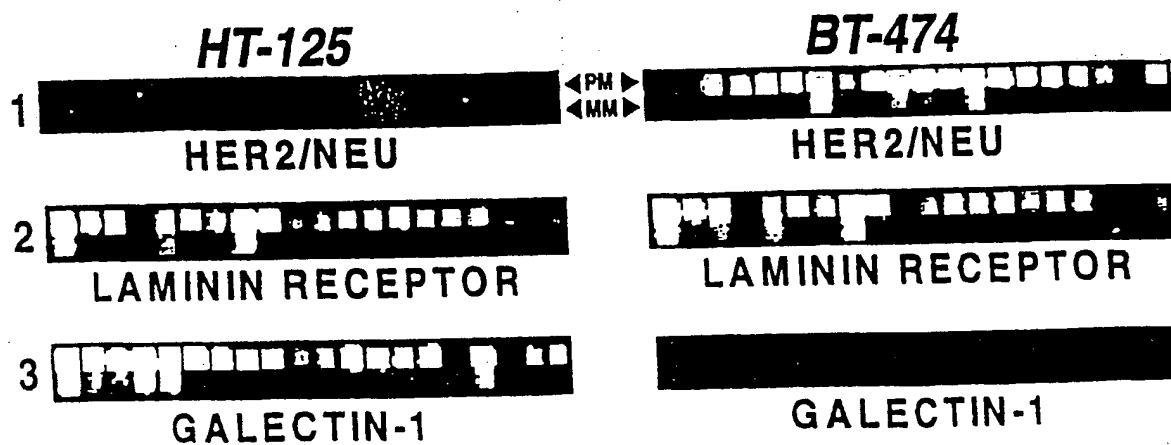 HT-125 BT-474
1 ◄PM►
◄MM►
HER2/NEU HER2/NEU
2
LAMININ RECEPTOR LAMININ RECEPTOR
3
GALECTIN-1 GALECTIN-1